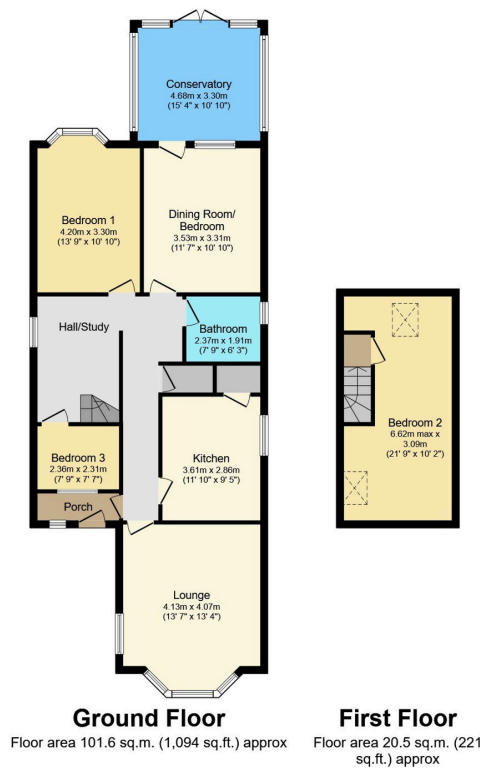 Conservatory
4.68m x 3.30m
(15' 4" x 10' 10")
Bedroom 1
4.20m x 3.30m
(13' 9" x 10' 10")
Dining Room/
Bedroom
3.53m x 3.31m
(11' 7" x 10' 10")
Hall/Study
Bathroom
2.37m x 1.91m
(7' 9" x 6' 3")
Bedroom 3
2.36m x 2.31m
(7' 9" x 7' 7")
Kitchen
3.61m x 2.86m
(11' 10" x 9' 5")
Porch
Lounge
4.13m x 4.07m
(13' 7" x 13' 4")
Ground Floor
Floor area 101.6 sq.m. (1,094 sq.ft.) approx
Bedroom 2
6.62m max x
3.09m
(21' 9" x 10' 2")
First Floor
Floor area 20.5 sq.m. (221
sq.ft.) approx